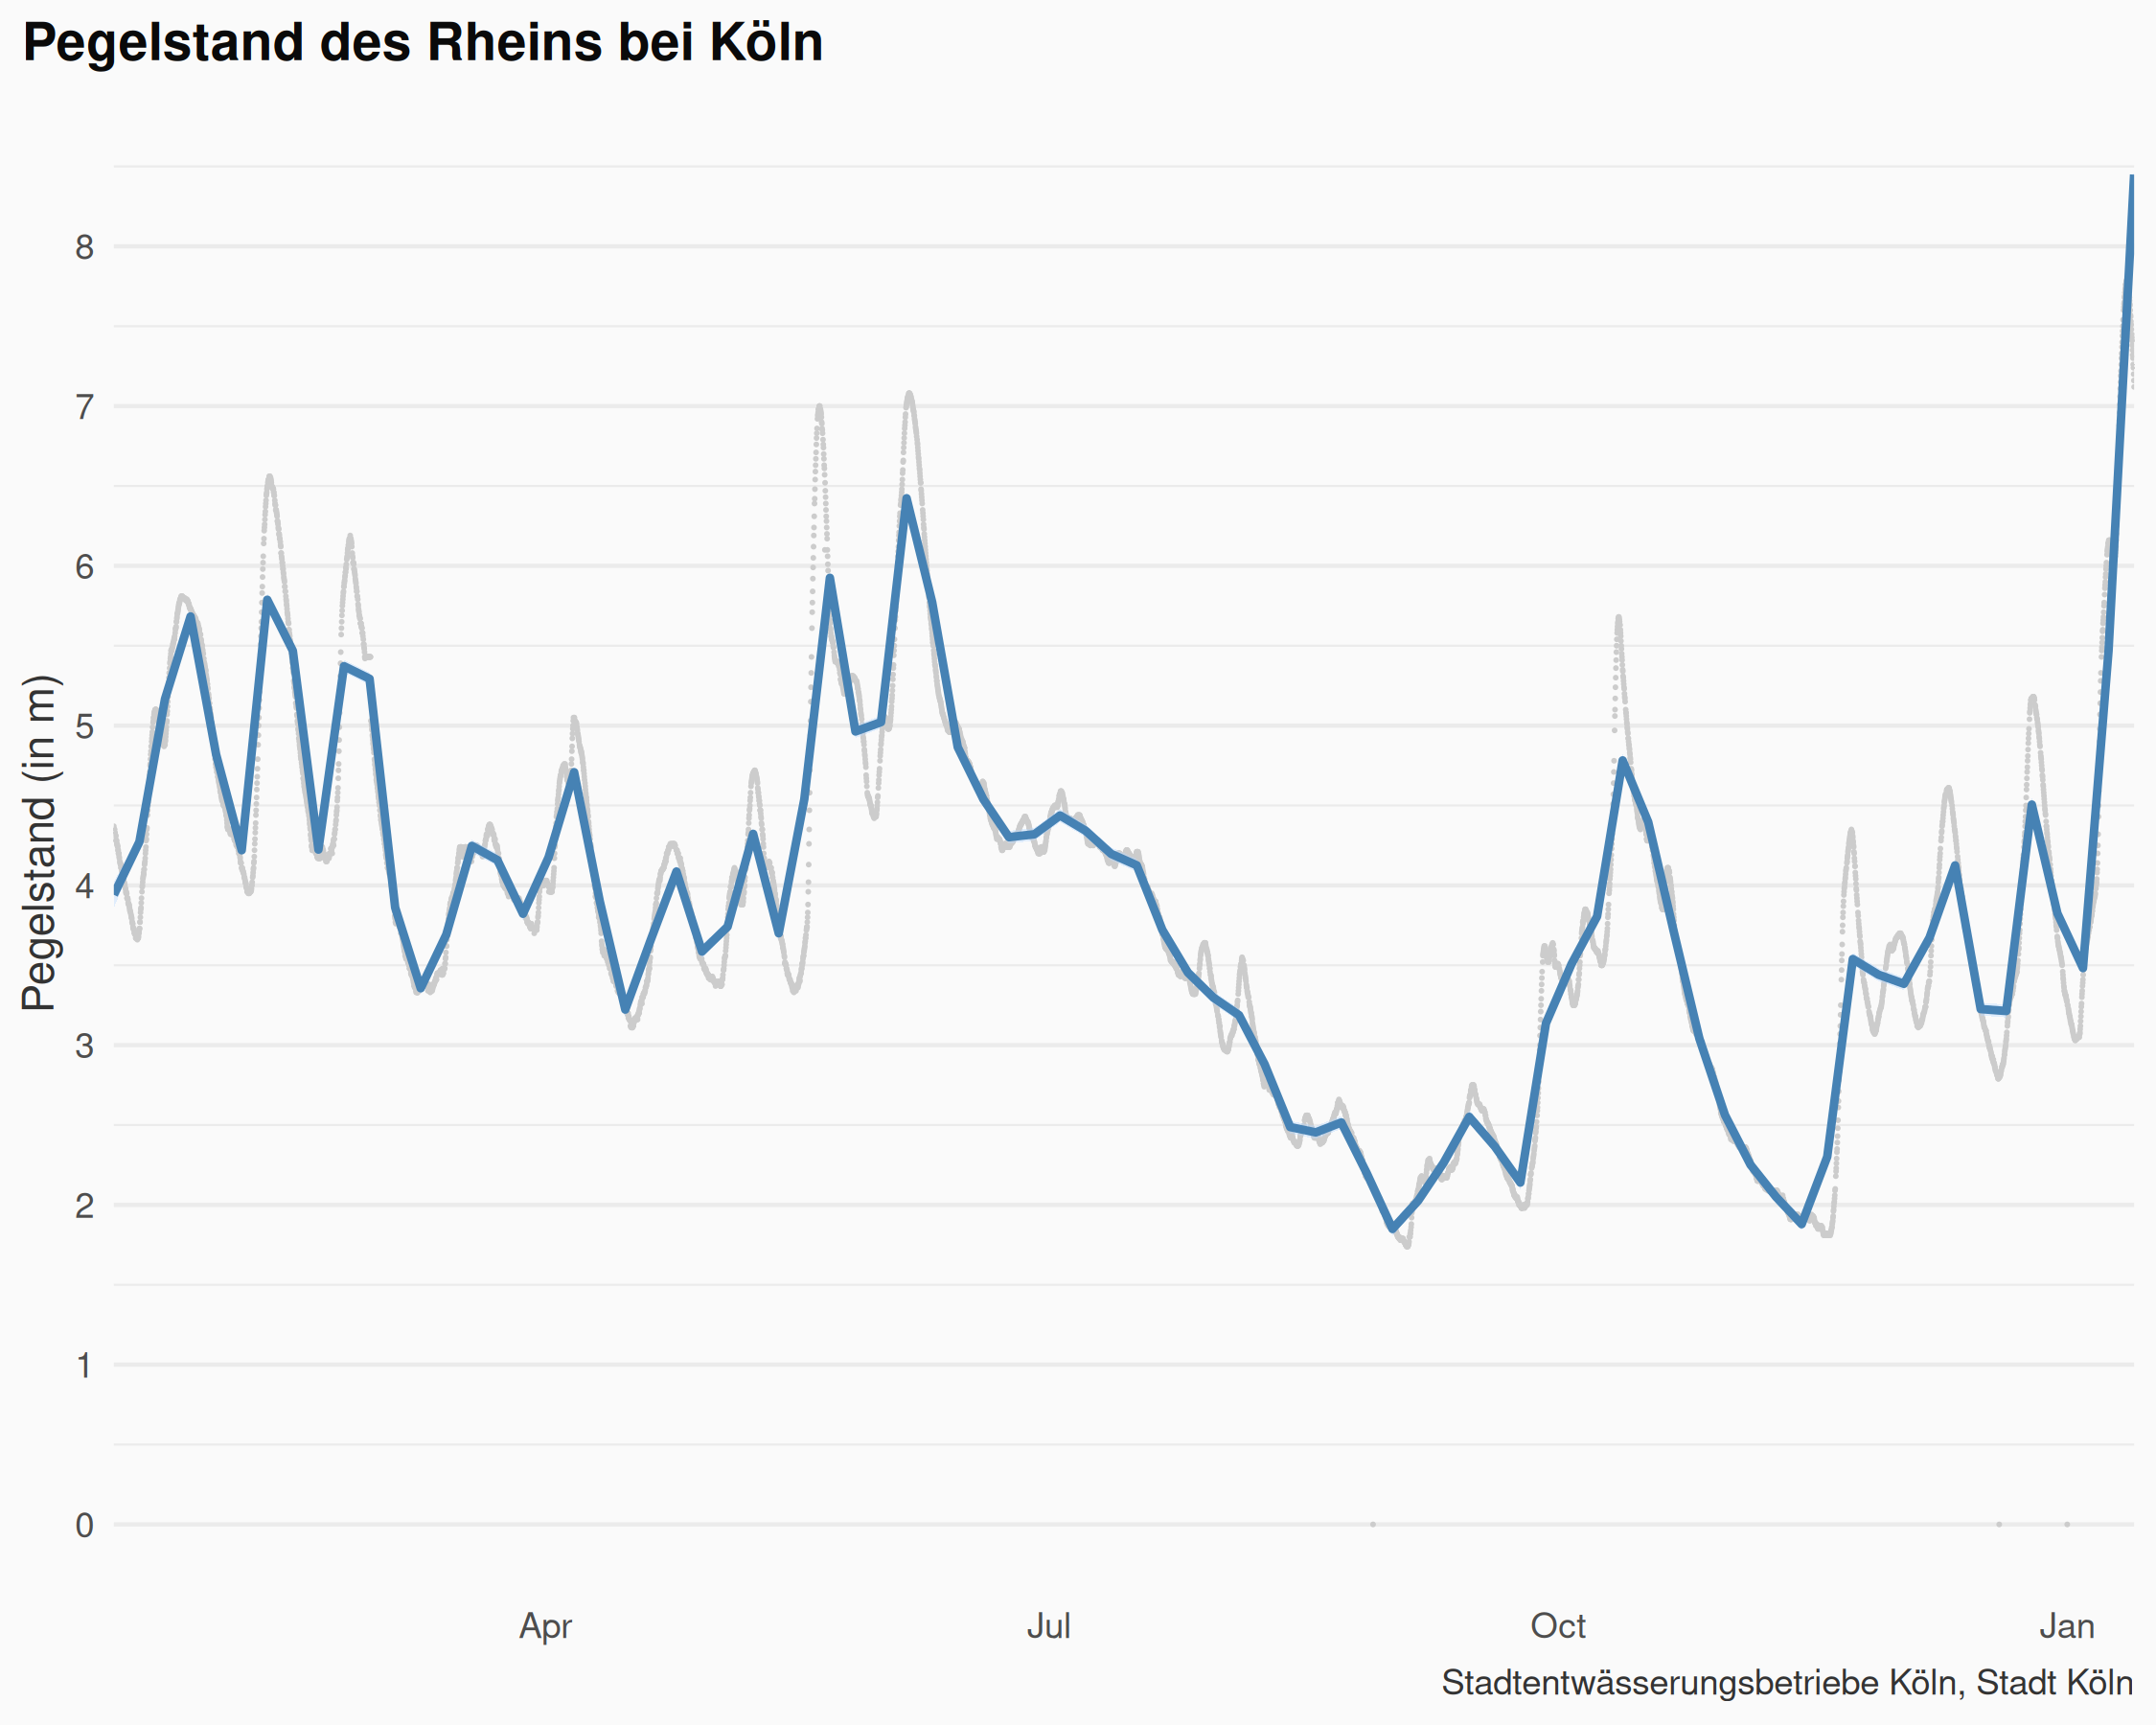 Pegelstand des Rheins bei Köln
Pegelstand (in m)
8
7
6
5
4
3
2
1
0
Apr Jul Oct Jan
Stadtentwässerungsbetriebe Köln, Stadt Köln